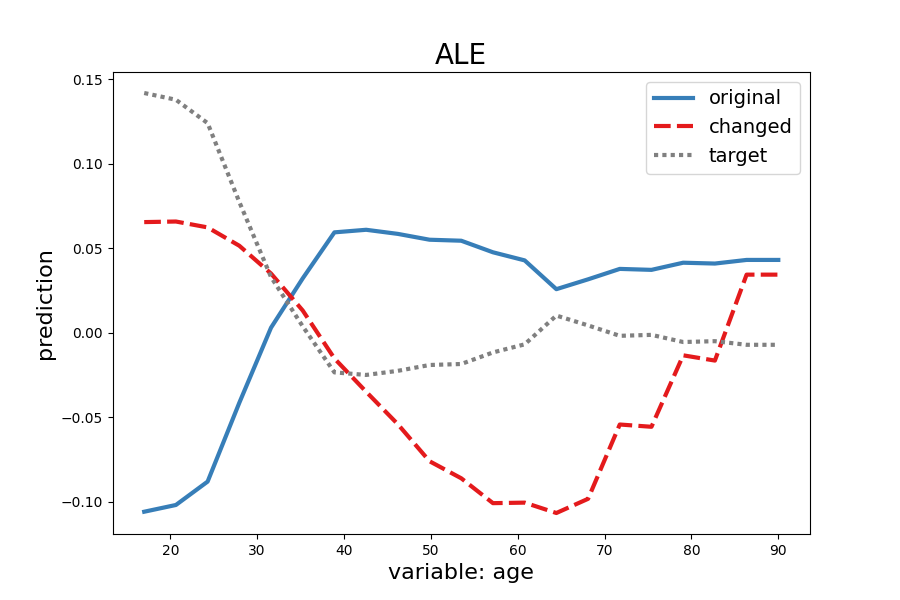 ALE
original
changed
target
prediction
0.15
0.10
0.05
0.00
−0.05
−0.10
20 30 40 50 60 70 80 90
variable: age